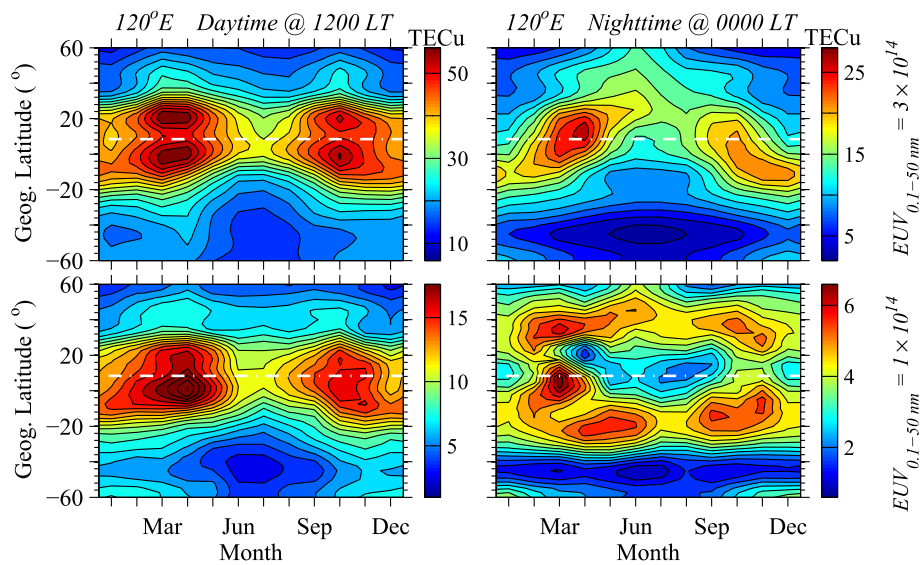 120°E Daytime @ 1200 LT
TECu
120°E Nighttime @ 0000 LT
TECu
60
20
−20
−60
Geog. Latitude ( °)
50
30
10
25
15
5
EUV0.1−50 nm = 3 × 10^14
60
20
−20
−60
Geog. Latitude ( °)
15
10
5
6
4
2
EUV0.1−50 nm = 1 × 10^14
Mar Jun Sep Dec
Month
Mar Jun Sep Dec
Month